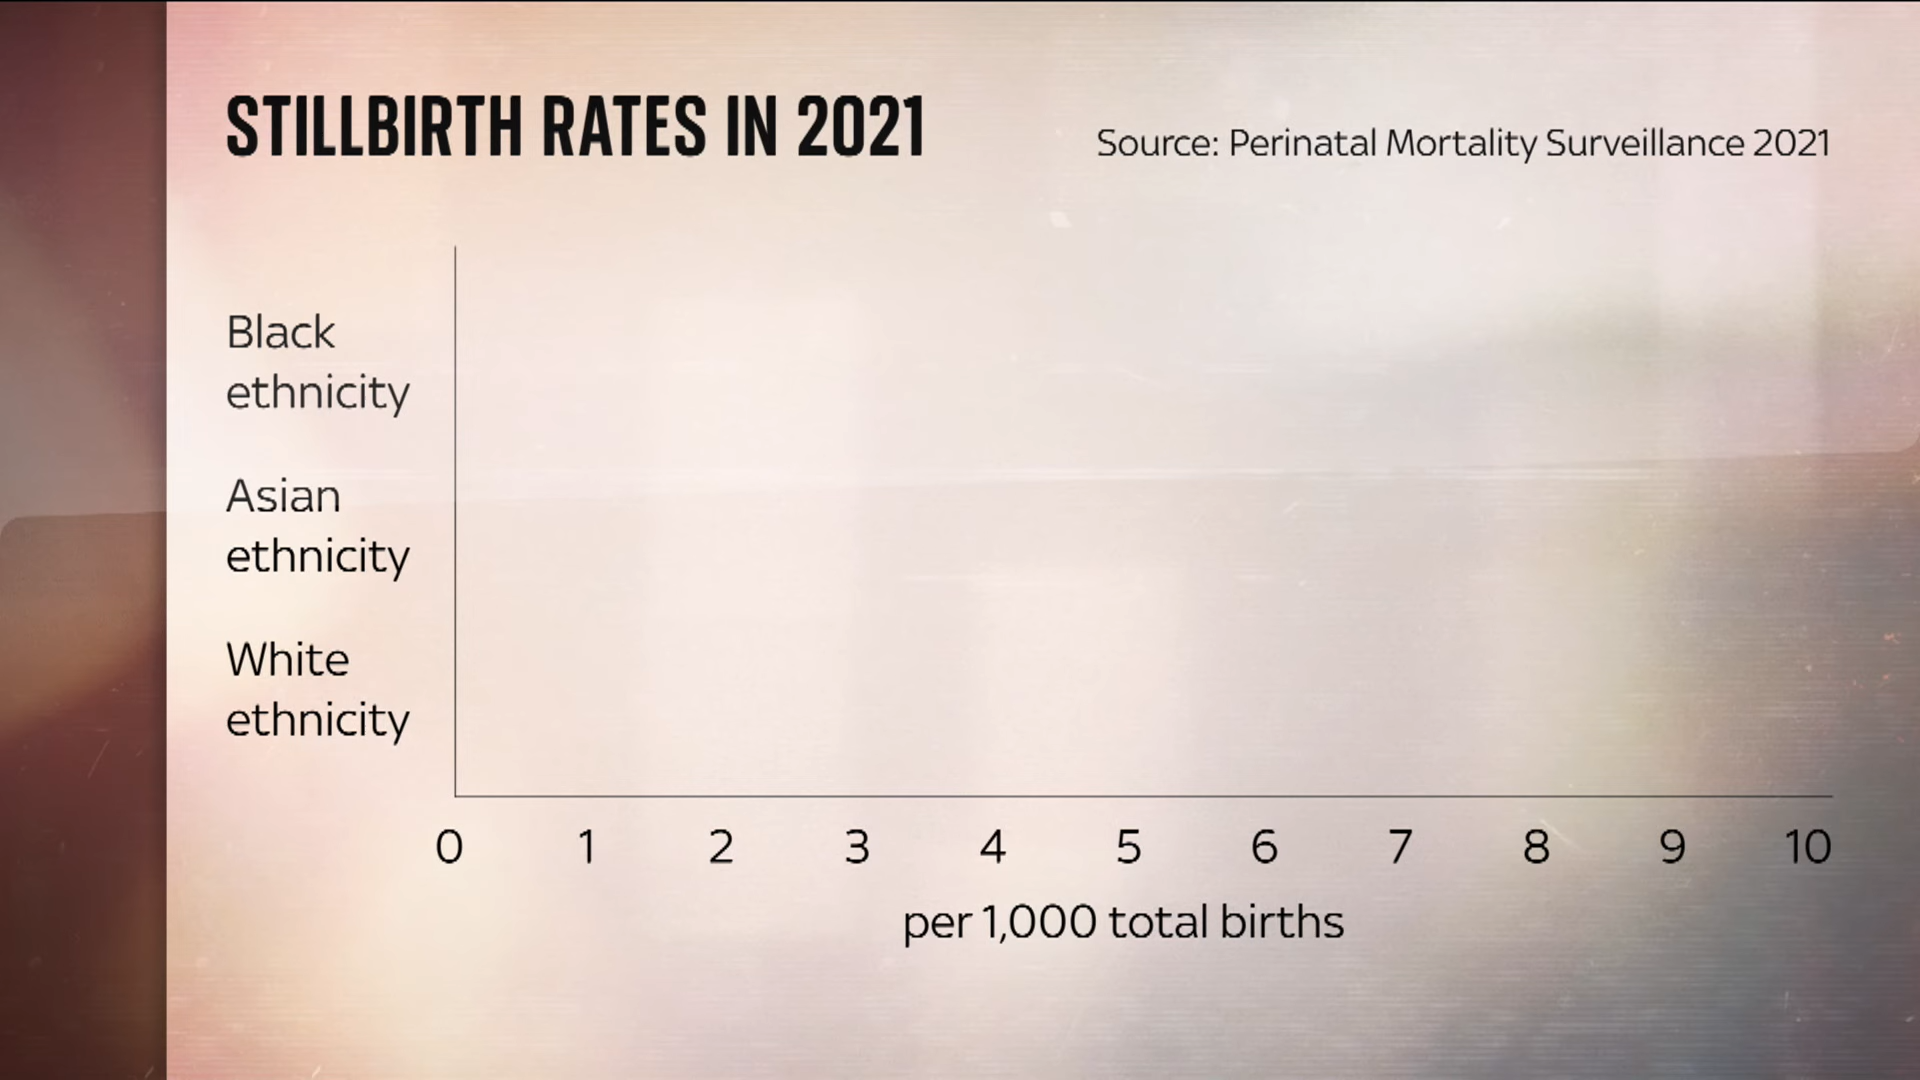 STILLBIRTH RATES IN 2021
Source: Perinatal Mortality Surveillance 2021
Black
ethnicity
Asian
ethnicity
White
ethnicity
0 1 2 3 4 5 6 7 8 9 10
per 1,000 total births